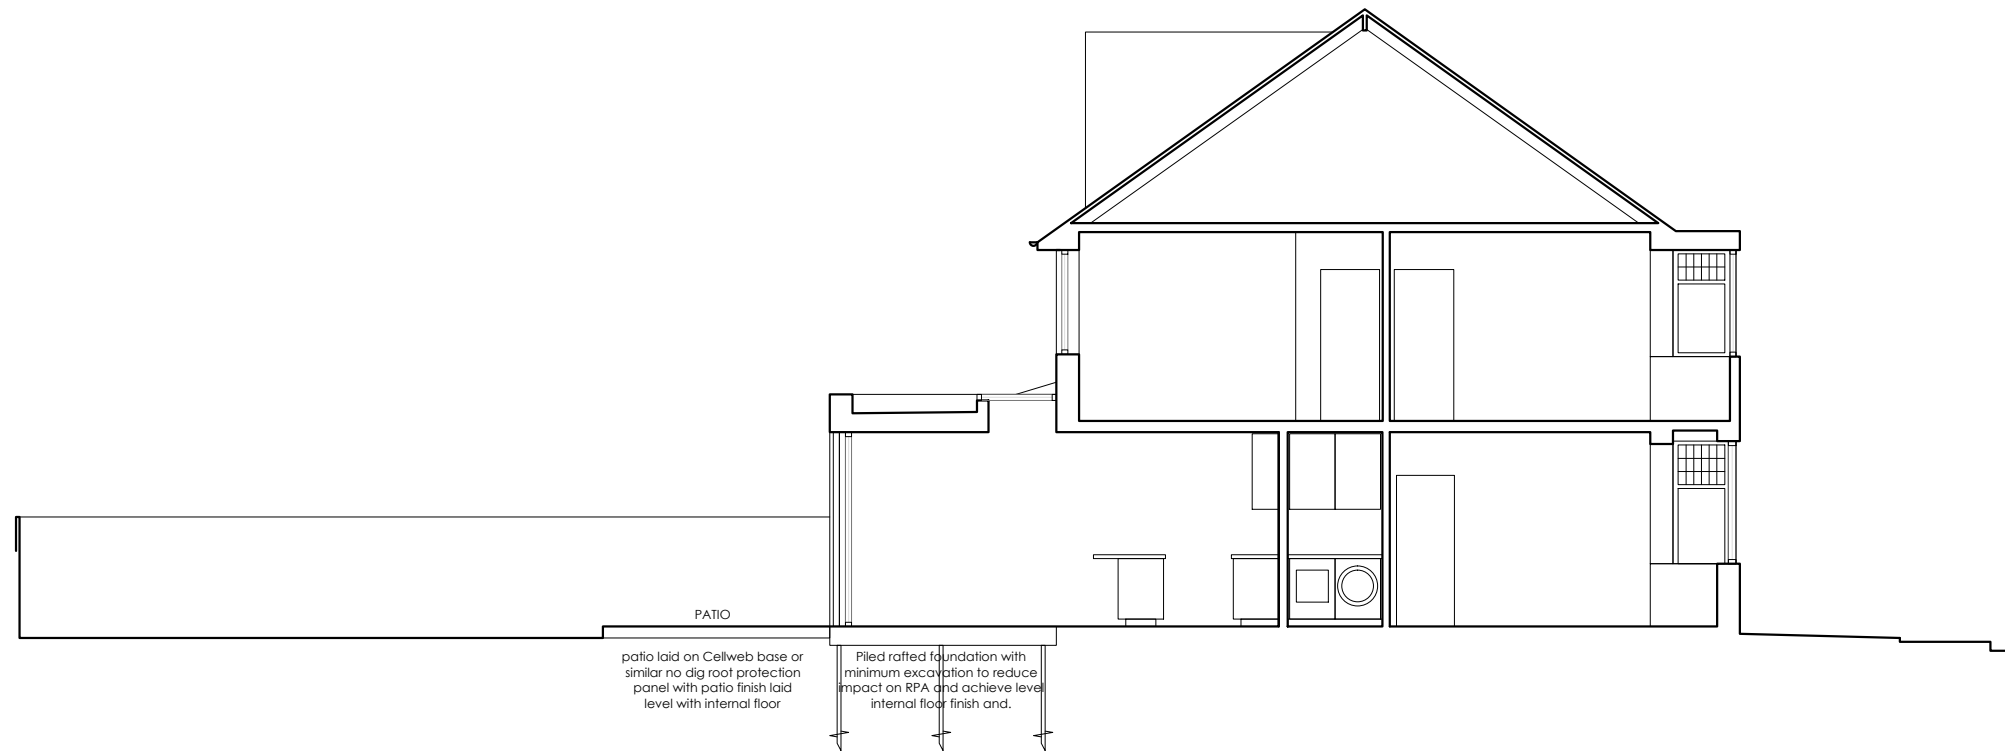 PATIO
patio laid on Cellweb base or
similar no dig root protection
panel with patio finish laid
level with internal floor
Piled rafted foundation with
minimum excavation to reduce
impact on RPA and achieve level
internal floor finish and.